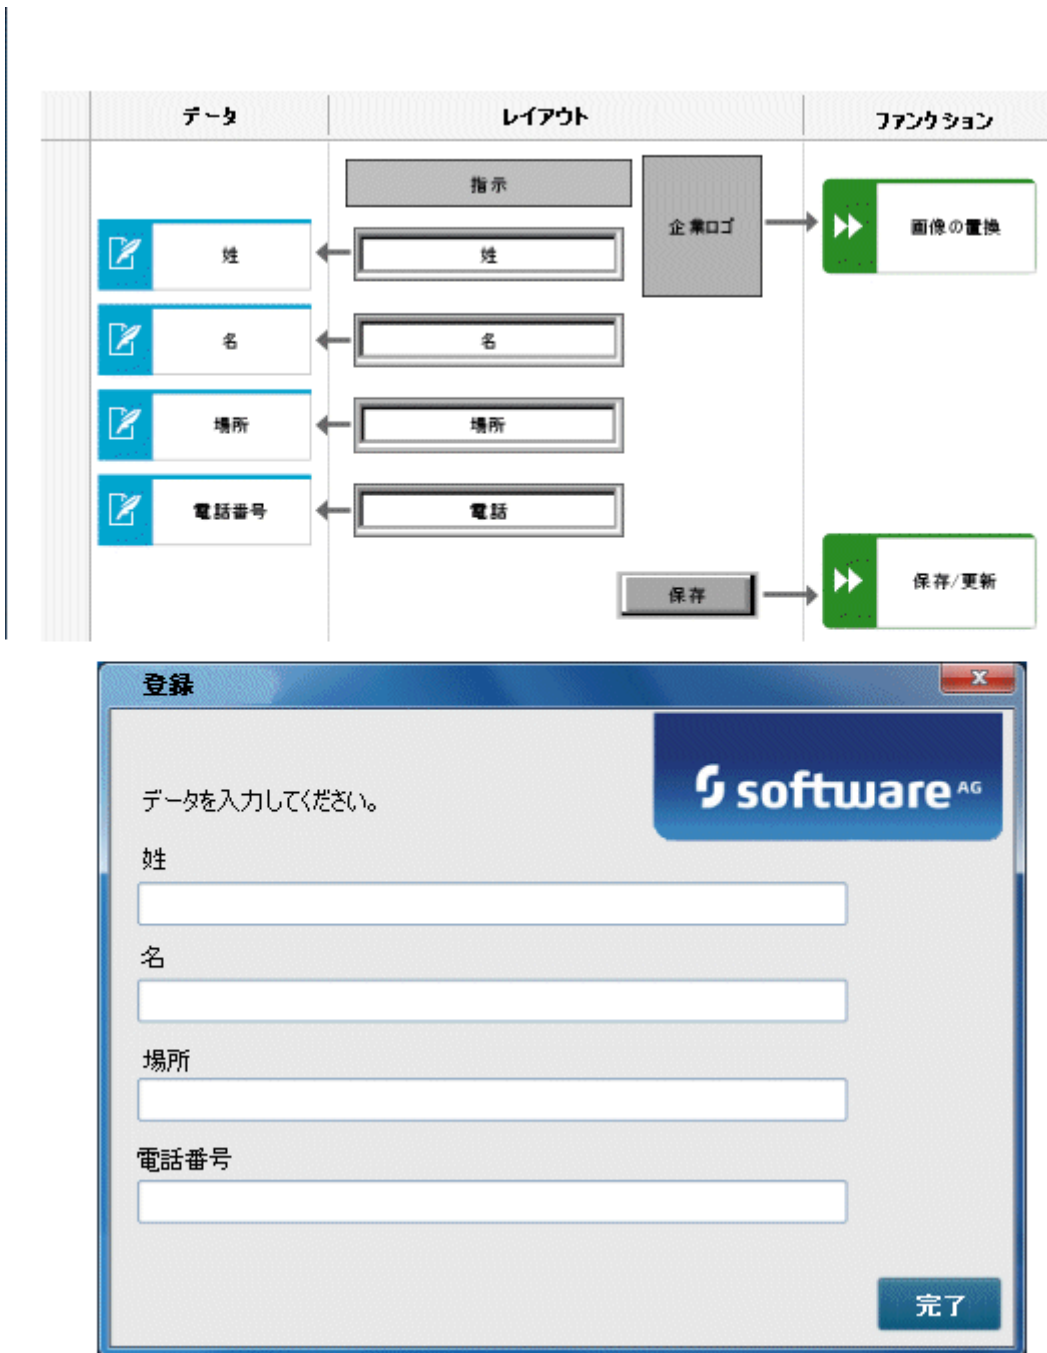 データ レイアウト ファンクション
指示
企業ロゴ 画像の置換
姓 姓
名 名
場所 場所
電話番号 電話
保存 保存/更新
登録 x
software AG
データを入力してください。
姓
名
場所
電話番号
完了